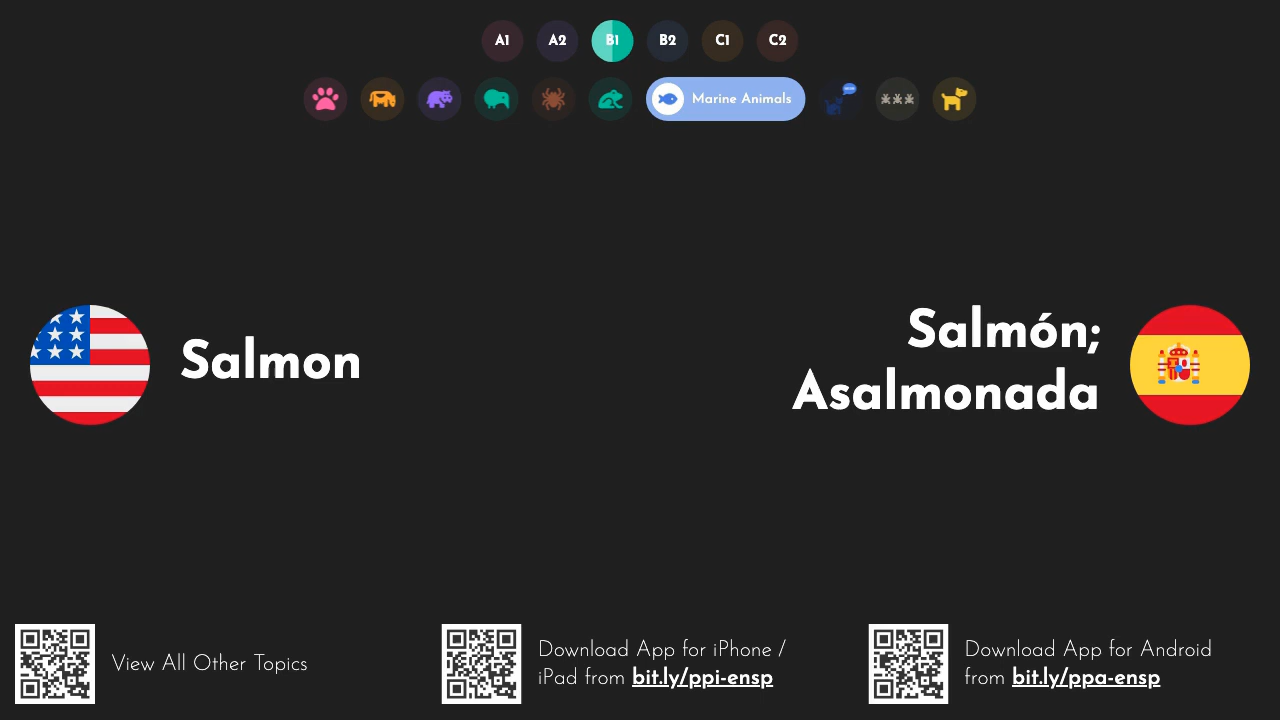 A1 A2 B1 B2 C1 C2
Marine Animals
Salmon
Salmón;
Asalmonada
View All Other Topics
Download App for iPhone /
iPad from bit.ly/ppi-ensp
Download App for Android
from bit.ly/ppa-ensp